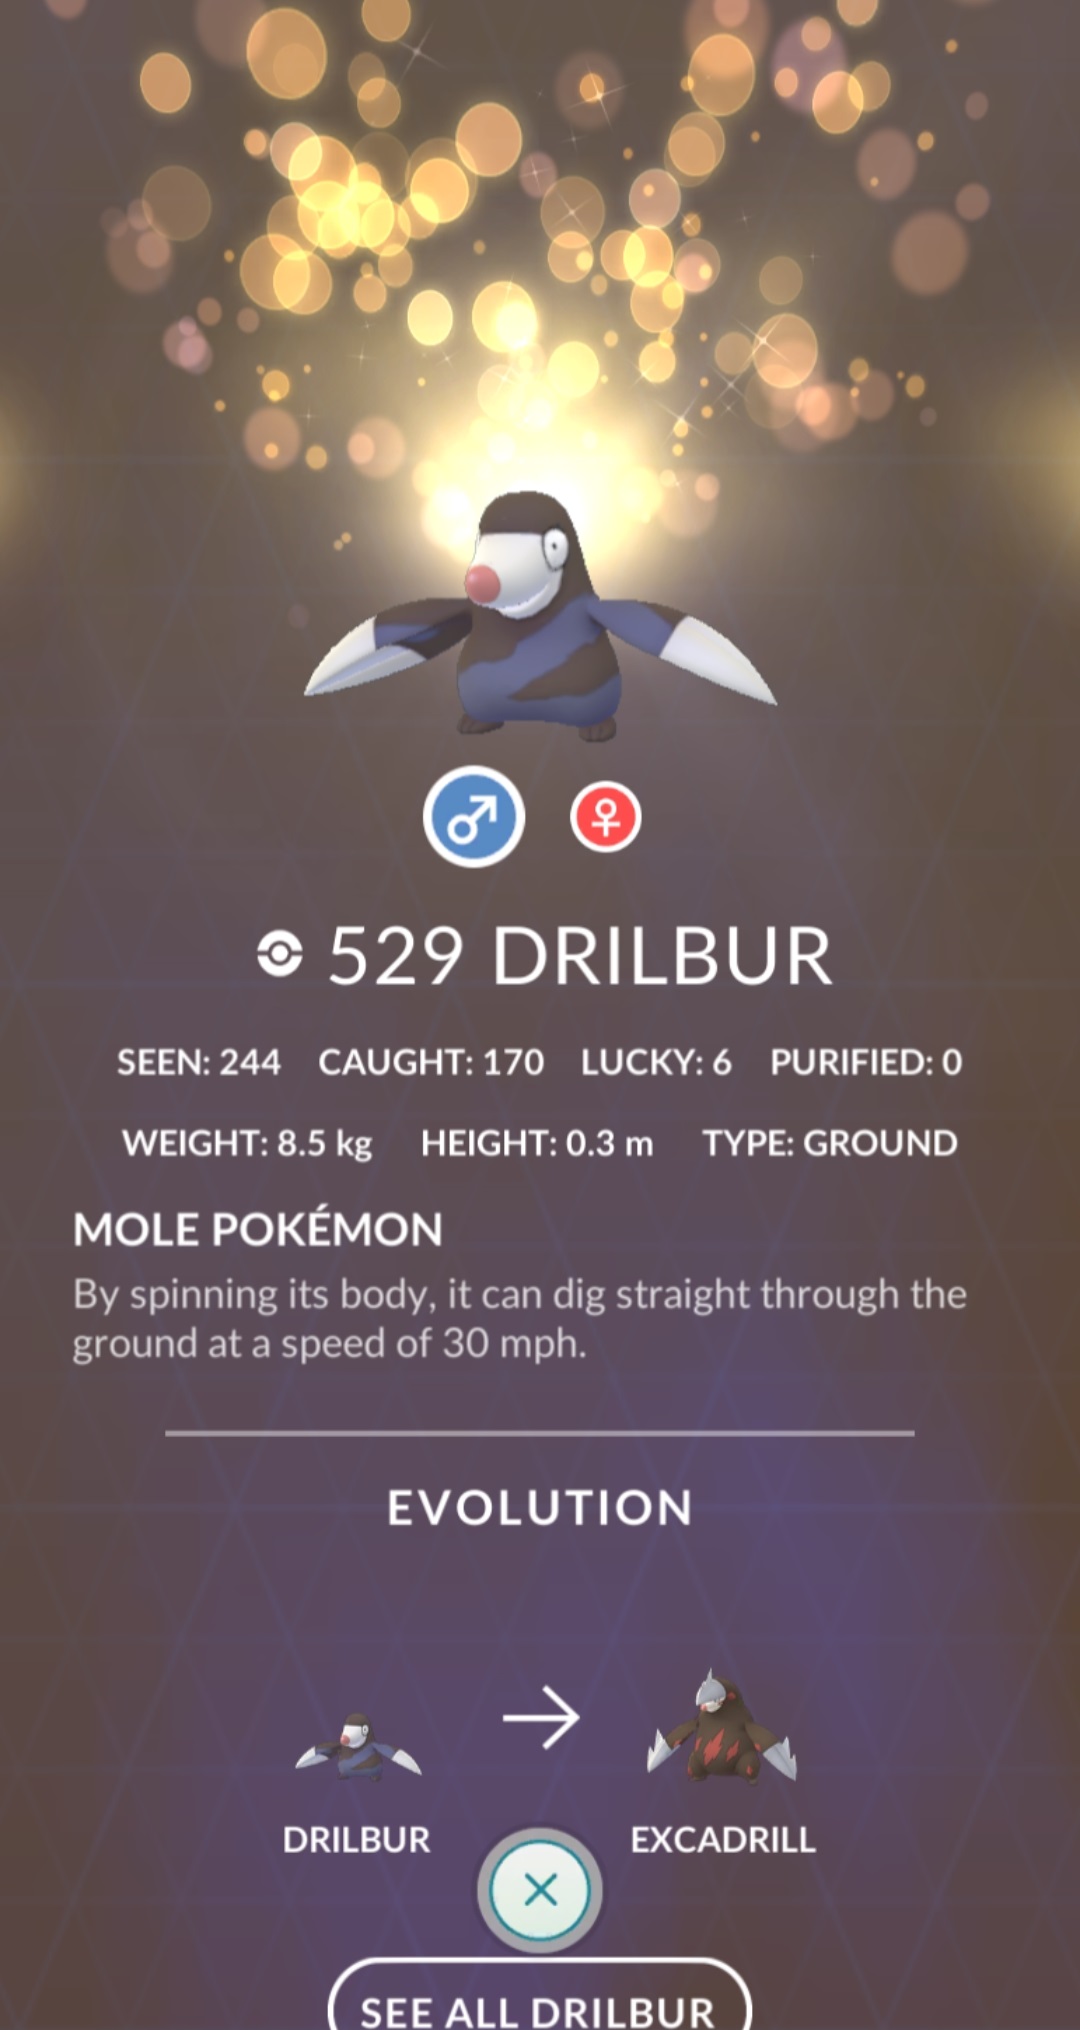 529 DRILBUR
SEEN: 244 CAUGHT: 170 LUCKY: 6 PURIFIED: 0
WEIGHT: 8.5 kg HEIGHT: 0.3 m TYPE: GROUND
MOLE POKÉMON
By spinning its body, it can dig straight through the
ground at a speed of 30 mph.
EVOLUTION
DRILBUR EXCADRILL
SEE ALL DRILBUR